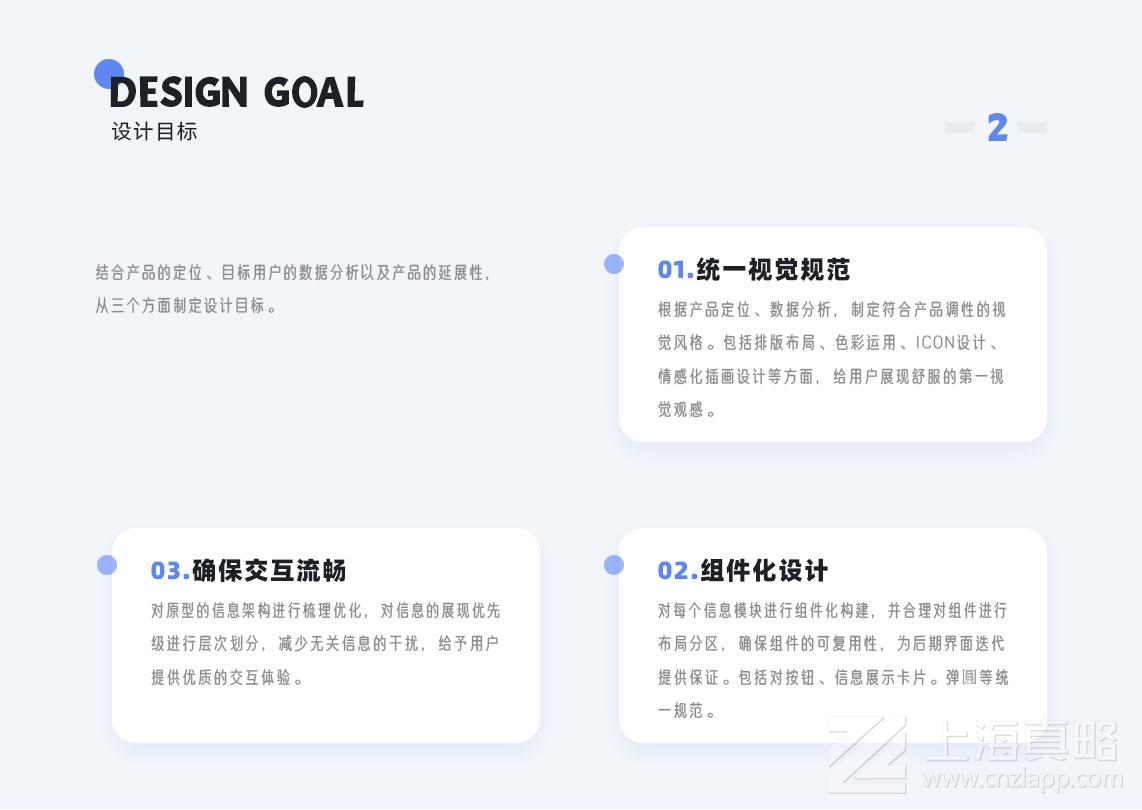 DESIGN GOAL
设计目标
2
结合产品的定位、目标用户的数据分析以及产品的延展性,
从三个方面制定设计目标。
01.统一视觉规范
根据产品定位、数据分析, 制定符合产品调性的视
觉风格。包括排版布局、色彩运用、ICON设计、
情感化插画设计等方面, 给用户展现舒服的第一视
觉观感。
03.确保交互流畅
对原型的信息架构进行梳理优化, 对信息的展现优先
级进行层次划分, 减少无关信息的干扰, 给予用户
提供优质的交互体验。
02.组件化设计
对每个信息模块进行组件化构建, 并合理对组件进行
布局分区, 确保组件的可复用性, 为后期界面迭代
提供保证。包括对按钮、信息展示卡片。弹圆等统
一规范。
上海真略
www.cnzlapp.com